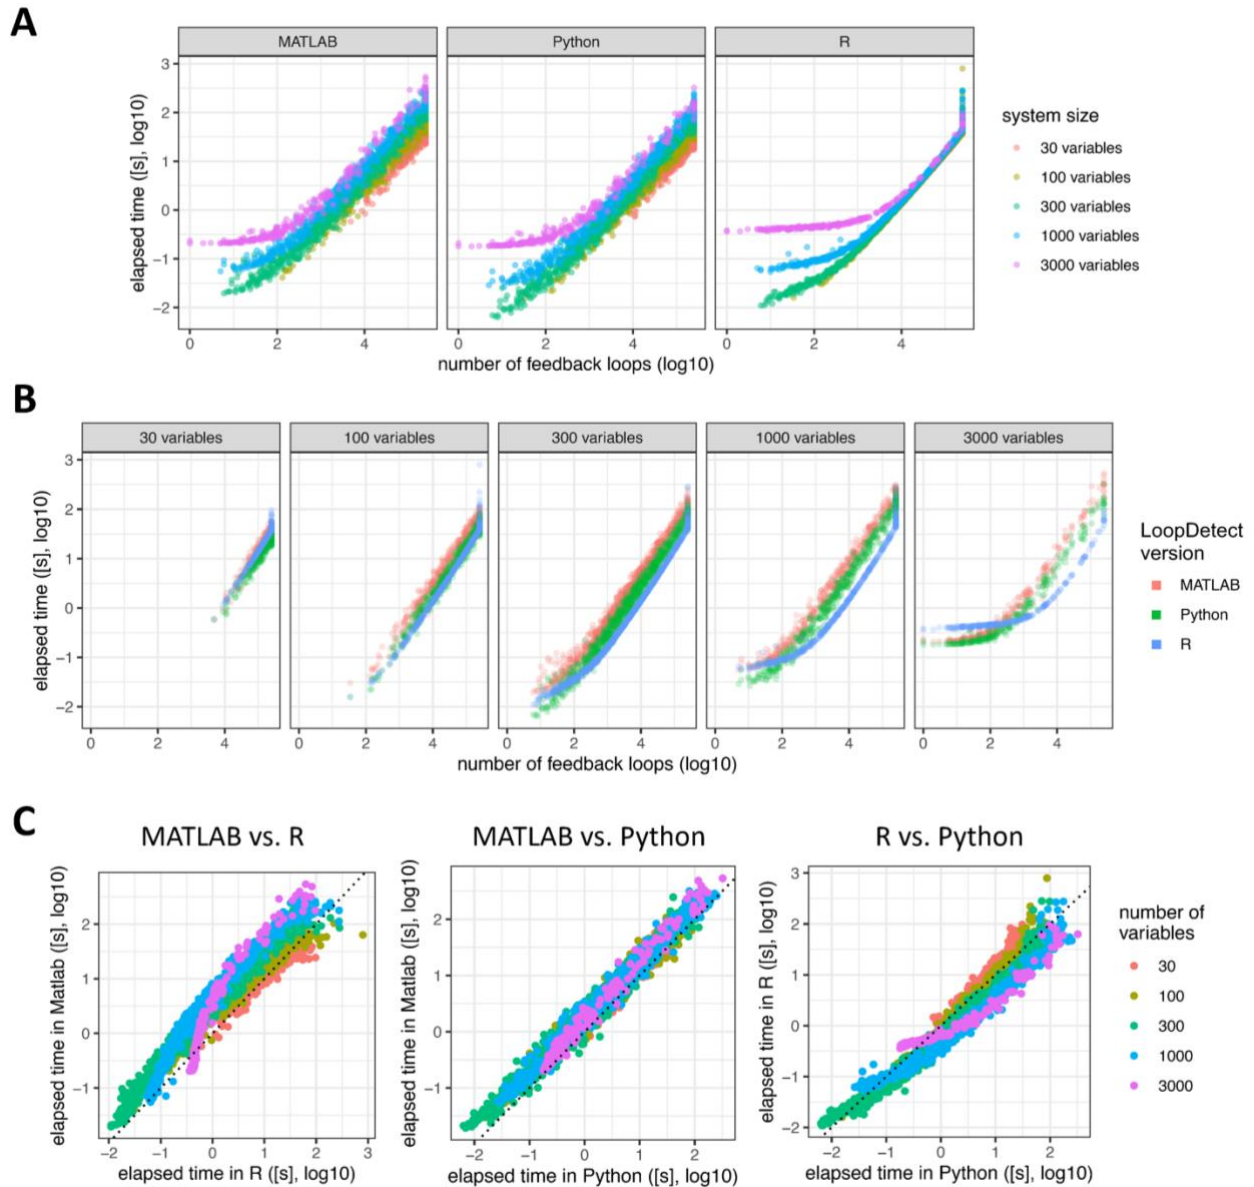 A
MATLAB
Python
R
3
2
1
0
−1
−2
elapsed time ([s], log10)
0
2
4
0
2
4
0
2
4
number of feedback loops (log10)
system size
30 variables
100 variables
300 variables
1000 variables
3000 variables
B
30 variables
100 variables
300 variables
1000 variables
3000 variables
3
2
1
0
−1
−2
elapsed time ([s], log10)
0
2
4
0
2
4
0
2
4
0
2
4
0
2
4
number of feedback loops (log10)
LoopDetect
version
MATLAB
Python
R
C
MATLAB vs. R
elapsed time in Matlab ([s], log10)
2
1
0
−1
−2
−1
0
1
2
3
elapsed time in R ([s], log10)
MATLAB vs. Python
elapsed time in Matlab ([s], log10)
2
1
0
−1
−2
−1
0
1
2
elapsed time in Python ([s], log10)
R vs. Python
elapsed time in R ([s], log10)
3
2
1
0
−1
−2
−2
−1
0
1
2
elapsed time in Python ([s], log10)
number of
variables
30
100
300
1000
3000